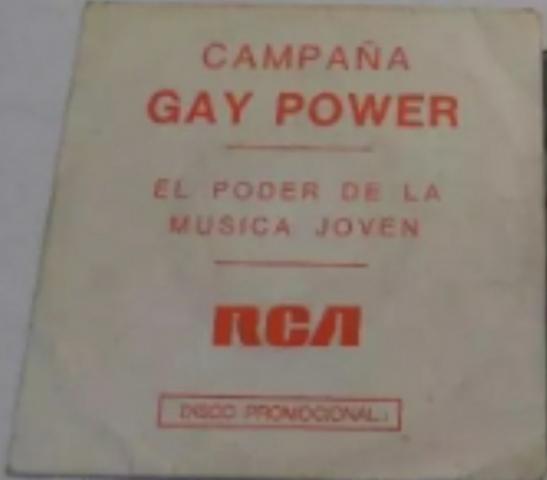 CAMPAÑA
GAY POWER
EL PODER DE LA
MUSICA JOVEN
RCA
DISCO PROMOCIONAL